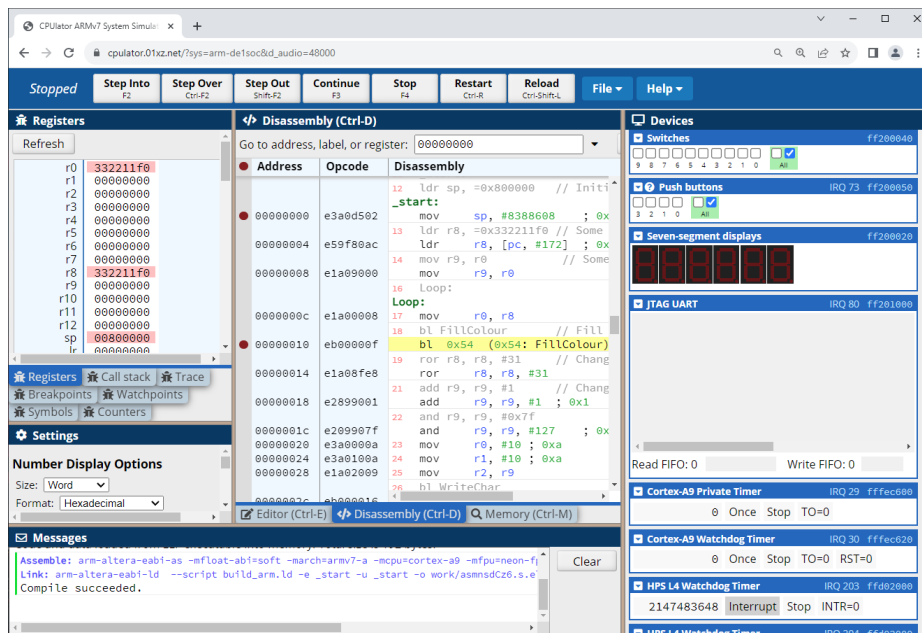 CPUlator ARMv7 System Simula
cpulator.01xz.net/?sys=arm-de1soc&d_audio=48000
Stopped
Step Into
F2
Step Over
Ctrl-F2
Step Out
Shift-F2
Continue
F3
Stop
F4
Restart
Ctrl-R
Reload
Ctrl-Shift-L
File
Help
Registers
Refresh
r0 332211f0
r1 00000000
r2 00000000
r3 00000000
r4 00000000
r5 00000000
r6 00000000
r7 00000000
r8 332211f0
r9 00000000
r10 00000000
r11 00000000
r12 00000000
sp 00800000
lr 00000000
Registers Call stack Trace
Breakpoints Watchpoints
Symbols Counters
Settings
Number Display Options
Size: Word
Format: Hexadecimal
Disassembly (Ctrl-D)
Go to address, label, or register: 00000000
Address Opcode Disassembly
12 ldr sp, =0x800000 // Initi
_start:
00000000 e3a0d502 mov sp, #8388608 ; 0x
13 ldr r8, =0x332211f0 // Some
00000004 e59f80ac ldr r8, [pc, #172] ; 0x
14 mov r9, r0 // Some
00000008 e1a09000 mov r9, r0
16 Loop:
Loop:
0000000c e1a00008 17 mov r0, r8
18 bl FillColour // Fill
00000010 eb00000f bl 0x54 (0x54: FillColour)
19 ror r8, r8, #31 // Chang
00000014 e1a08fe8 ror r8, r8, #31
21 add r9, r9, #1 // Chang
00000018 e2899001 add r9, r9, #1 ; 0x1
22 and r9, r9, #0x7f
0000001c e209907f and r9, r9, #127 ; 0x
00000020 e3a0000a 23 mov r0, #10 ; 0xa
00000024 e3a0100a 24 mov r1, #10 ; 0xa
00000028 e1a02009 25 mov r2, r9
26 bl WriteChar
0000002c eb000016
Editor (Ctrl-E) Disassembly (Ctrl-D) Memory (Ctrl-M)
Messages
Assemble: arm-altera-eabi-as -mfloat-abi=soft -march=armv7-a -mcpu=cortex-a9 -mfpu=neon-fp
Link: arm-altera-eabi-ld --script build_arm.ld -e _start -u _start -o work/asmnsdCz6.s.e
Compile succeeded.
Clear
Devices
Switches ff200040
9 8 7 6 5 4 3 2 1 0 All
Push buttons IRQ 73 ff200050
3 2 1 0 All
Seven-segment displays ff200020
JTAG UART IRQ 80 ff201000
Read FIFO: 0 Write FIFO: 0
Cortex-A9 Private Timer IRQ 29 fffec600
0 Once Stop TO=0
Cortex-A9 Watchdog Timer IRQ 30 fffec620
0 Once Stop TO=0 RST=0
HPS L4 Watchdog Timer IRQ 203 ffd02000
2147483648 Interrupt Stop INTR=0